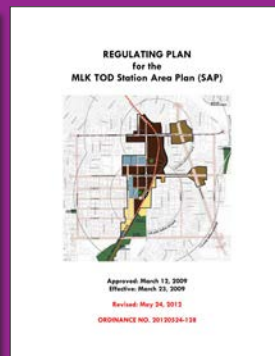 REGULATING PLAN
for the
MLK TOD Station Area Plan (SAP)
Approved: March 12, 2009
Effective: March 23, 2009
Revised: May 24, 2012
ORDINANCE NO. 20120524-128